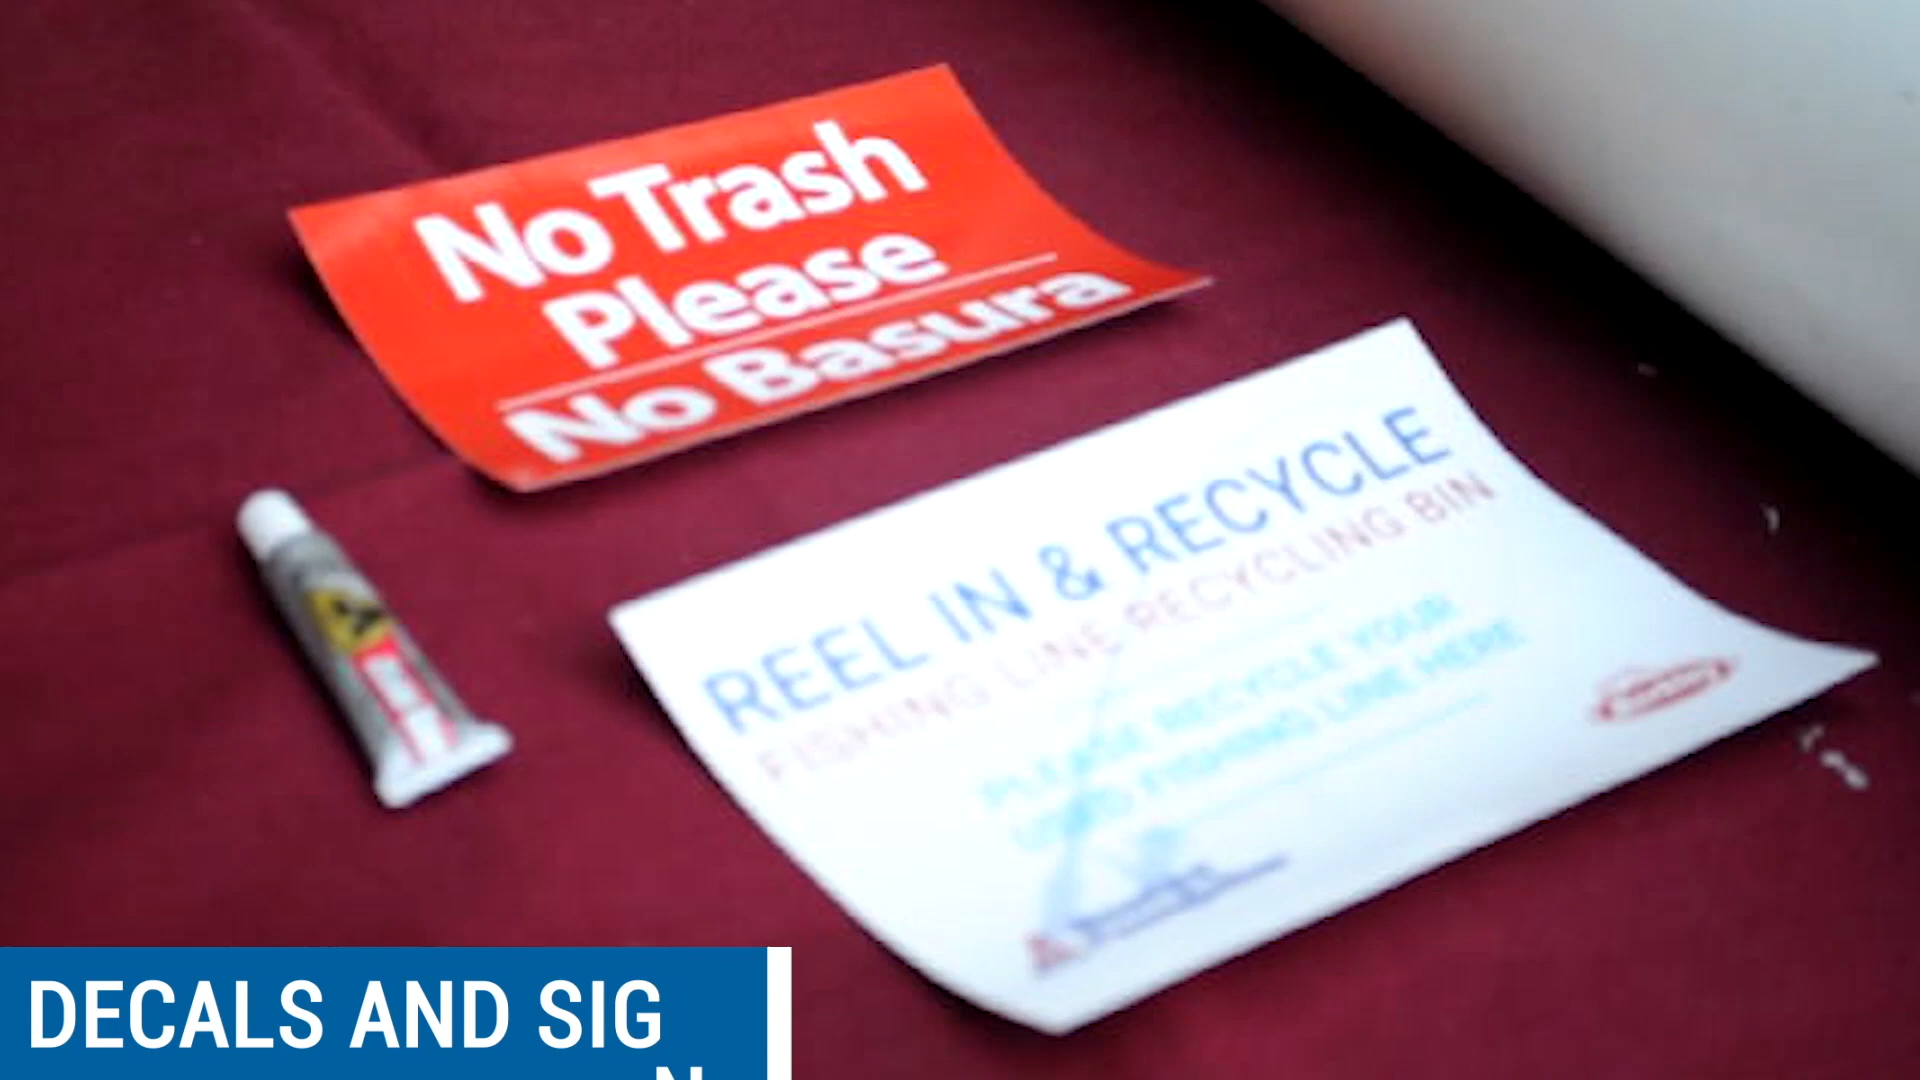 No Trash
Please
No Basura
REEL IN & RECYCLE
FISHING LINE RECYCLING BIN
PLEASE RECYCLE YOUR
USED FISHING LINE HERE
DECALS AND SIG
N